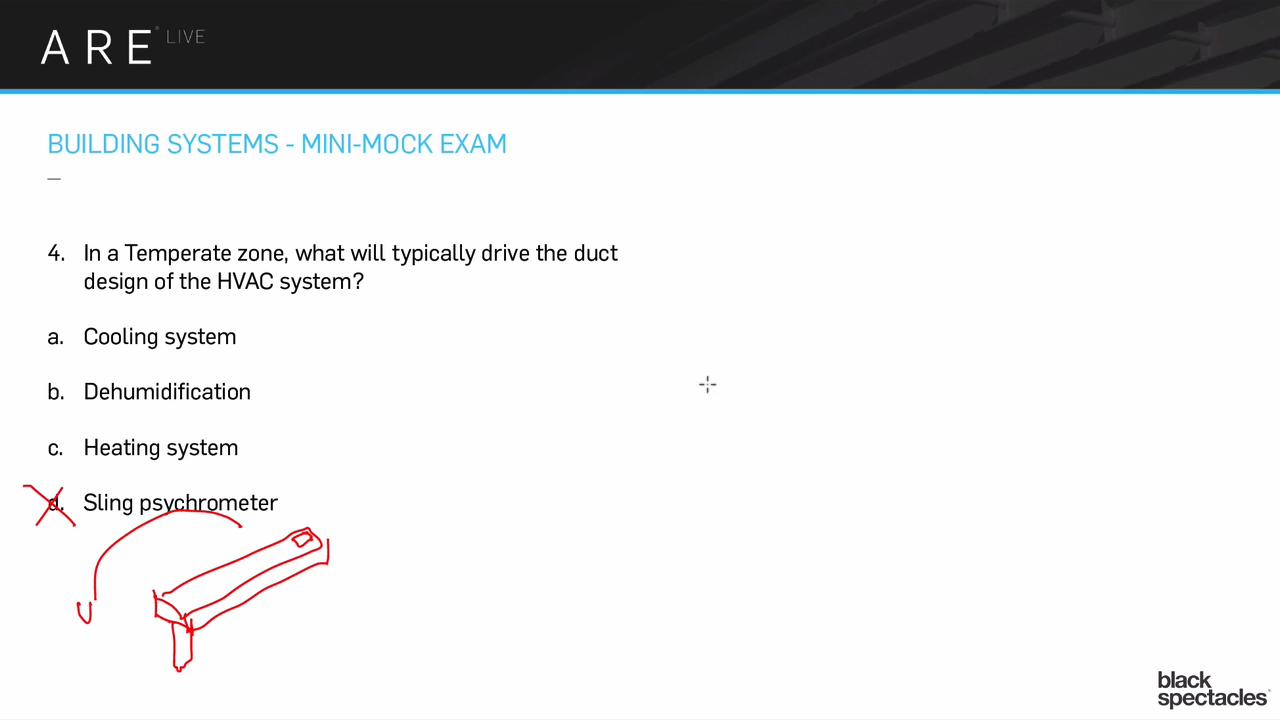 ARE® LIVE
BUILDING SYSTEMS - MINI-MOCK EXAM
—
4. In a Temperate zone, what will typically drive the duct
design of the HVAC system?
a. Cooling system
b. Dehumidification
c. Heating system
d. Sling psychrometer
black
spectacles